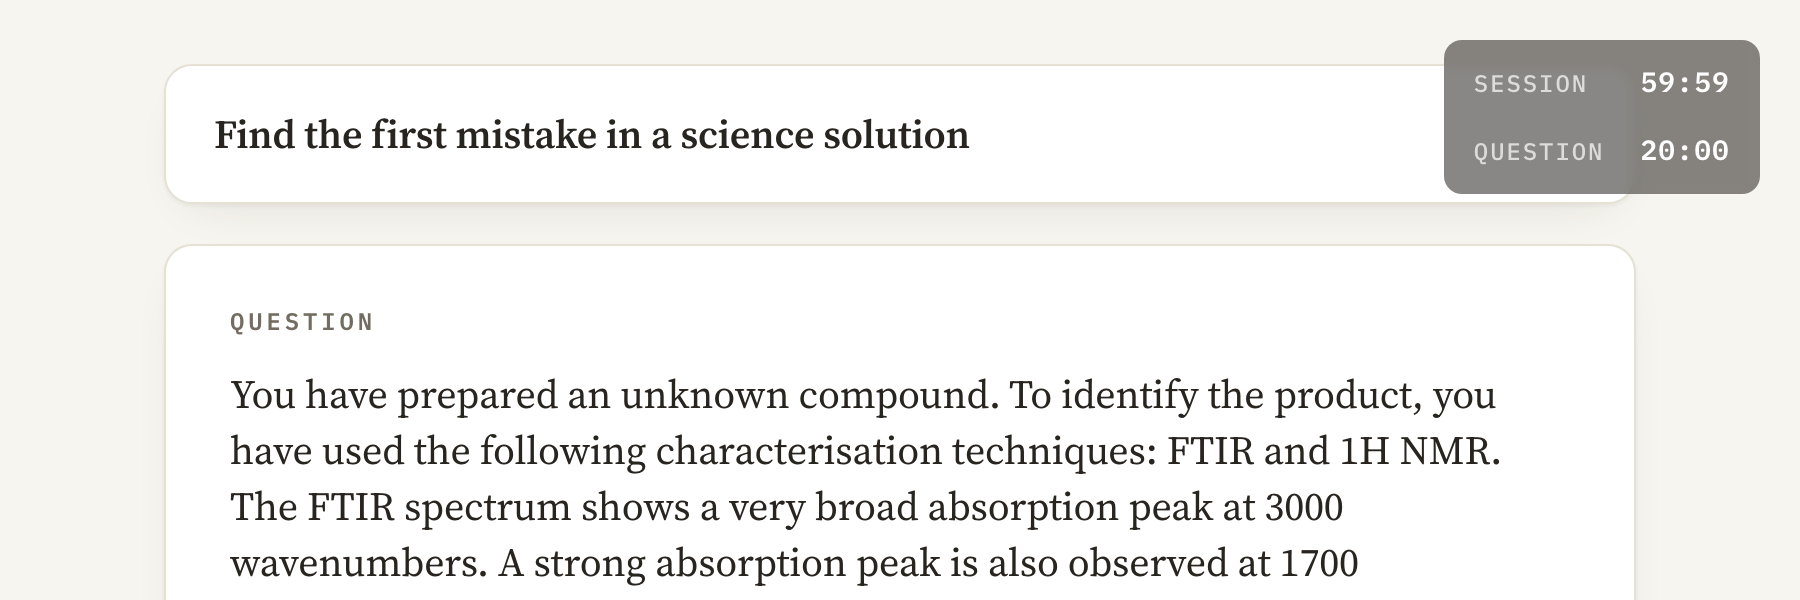 Find the first mistake in a science solution
SESSION 59:59
QUESTION 20:00
QUESTION
You have prepared an unknown compound. To identify the product, you
have used the following characterisation techniques: FTIR and 1H NMR.
The FTIR spectrum shows a very broad absorption peak at 3000
wavenumbers. A strong absorption peak is also observed at 1700